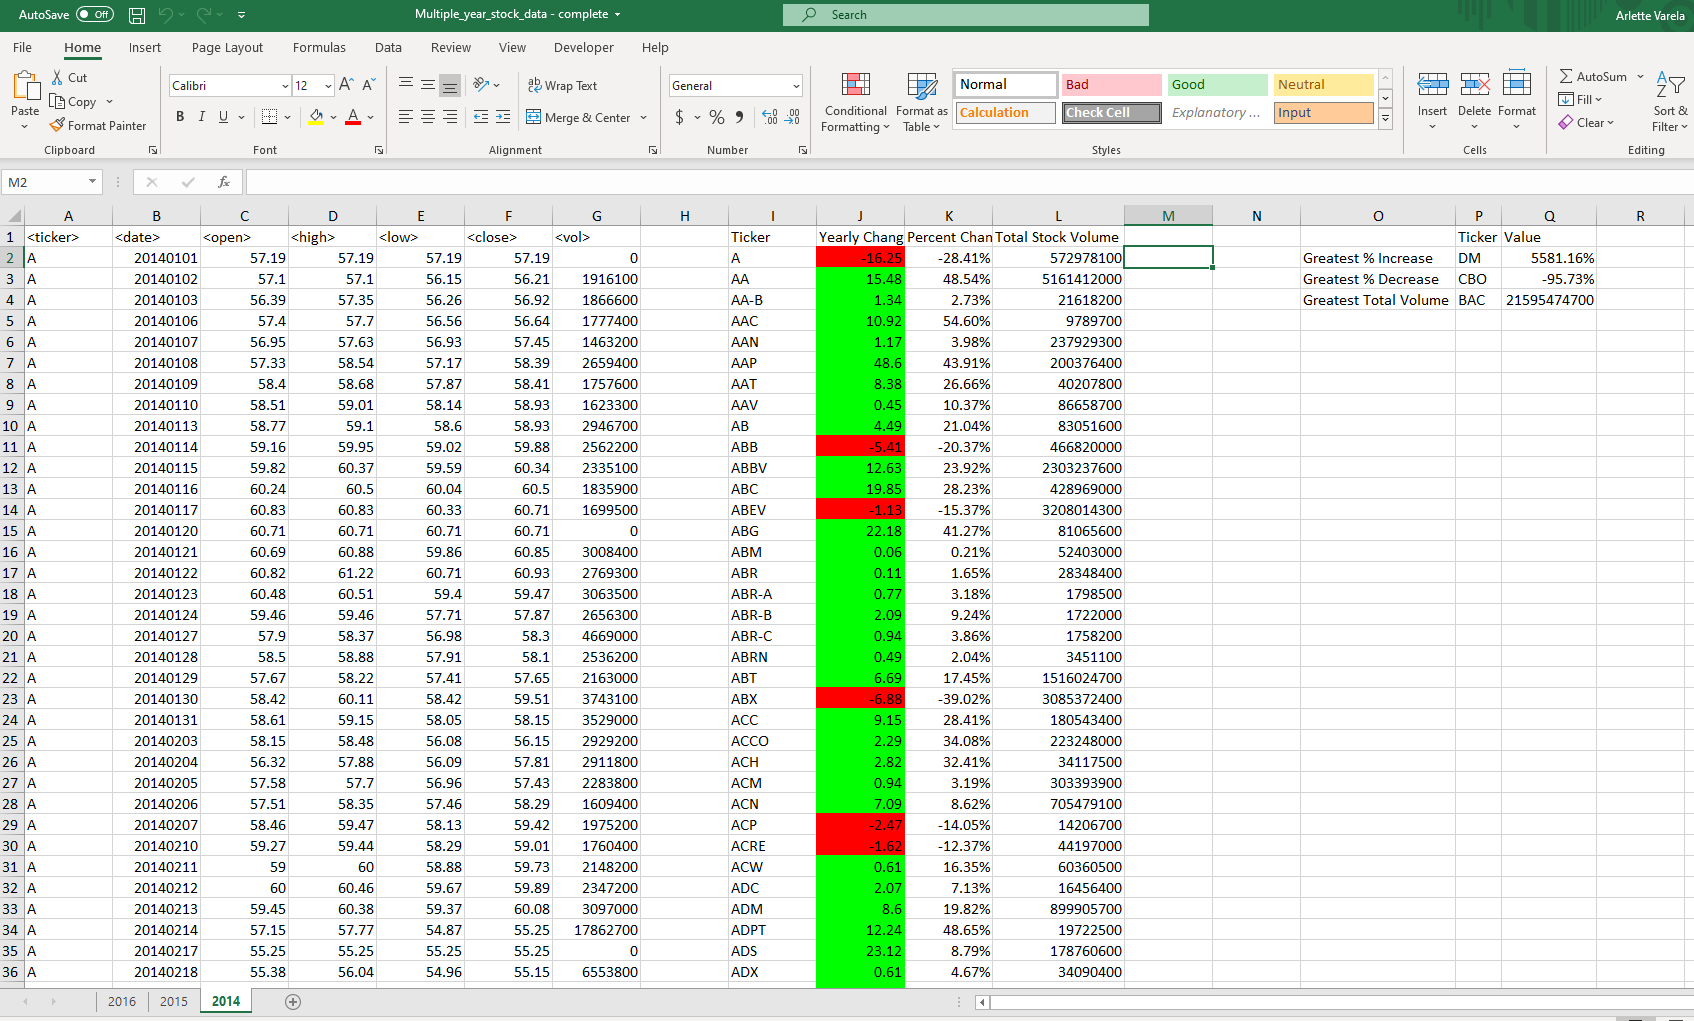 AutoSave Off Multiple_year_stock_data - complete Search Arlette Varela
File Home Insert Page Layout Formulas Data Review View Developer Help
Paste Cut Copy Format Painter Clipboard
Calibri 12 A A B I U A Font
ab Wrap Text Merge & Center Alignment
General $ % 9 Number
Conditional Formatting Format as Table Normal Bad Good Neutral Calculation Check Cell Explanatory ... Input Styles
Insert Delete Format Cells
AutoSum Fill Clear Sort & Filter Editing
M2 fx
A B C D E F G H I J K L M N O P Q R
1 <ticker> <date> <open> <high> <low> <close> <vol> Ticker Yearly Chang Percent Chan Total Stock Volume Ticker Value
2 A 20140101 57.19 57.19 57.19 57.19 0 A -16.25 -28.41% 572978100 Greatest % Increase DM 5581.16%
3 A 20140102 57.1 57.1 56.15 56.21 1916100 AA 15.48 48.54% 5161412000 Greatest % Decrease CBO -95.73%
4 A 20140103 56.39 57.35 56.26 56.92 1866600 AA-B 1.34 2.73% 21618200 Greatest Total Volume BAC 21595474700
5 A 20140106 57.4 57.7 56.56 56.64 1777400 AAC 10.92 54.60% 9789700
6 A 20140107 56.95 57.63 56.93 57.45 1463200 AAN 1.17 3.98% 237929300
7 A 20140108 57.33 58.54 57.17 58.39 2659400 AAP 48.6 43.91% 200376400
8 A 20140109 58.4 58.68 57.87 58.41 1757600 AAT 8.38 26.66% 40207800
9 A 20140110 58.51 59.01 58.14 58.93 1623300 AAV 0.45 10.37% 86658700
10 A 20140113 58.77 59.1 58.6 58.93 2946700 AB 4.49 21.04% 83051600
11 A 20140114 59.16 59.95 59.02 59.88 2562200 ABB -5.41 -20.37% 466820000
12 A 20140115 59.82 60.37 59.59 60.34 2335100 ABBV 12.63 23.92% 2303237600
13 A 20140116 60.24 60.5 60.04 60.5 1835900 ABC 19.85 28.23% 428969000
14 A 20140117 60.83 60.83 60.33 60.71 1699500 ABEV -1.13 -15.37% 3208014300
15 A 20140120 60.71 60.71 60.71 60.71 0 ABG 22.18 41.27% 81065600
16 A 20140121 60.69 60.88 59.86 60.85 3008400 ABM 0.06 0.21% 52403000
17 A 20140122 60.82 61.22 60.71 60.93 2769300 ABR 0.11 1.65% 28348400
18 A 20140123 60.48 60.51 59.4 59.47 3063500 ABR-A 0.77 3.18% 1798500
19 A 20140124 59.46 59.46 57.71 57.87 2656300 ABR-B 2.09 9.24% 1722000
20 A 20140127 57.9 58.37 56.98 58.3 4669000 ABR-C 0.94 3.86% 1758200
21 A 20140128 58.5 58.88 57.91 58.1 2536200 ABRN 0.49 2.04% 3451100
22 A 20140129 57.67 58.22 57.41 57.65 2163000 ABT 6.69 17.45% 1516024700
23 A 20140130 58.42 60.11 58.42 59.51 3743100 ABX -6.88 -39.02% 3085372400
24 A 20140131 58.61 59.15 58.05 58.15 3529000 ACC 9.15 28.41% 180543400
25 A 20140203 58.15 58.48 56.08 56.15 2929200 ACCO 2.29 34.08% 223248000
26 A 20140204 56.32 57.88 56.09 57.81 2911800 ACH 2.82 32.41% 34117500
27 A 20140205 57.58 57.7 56.96 57.43 2283800 ACM 0.94 3.19% 303393900
28 A 20140206 57.51 58.35 57.46 58.29 1609400 ACN 7.09 8.62% 705479100
29 A 20140207 58.46 59.47 58.13 59.42 1975200 ACP -2.47 -14.05% 14206700
30 A 20140210 59.27 59.44 58.29 59.01 1760400 ACRE -1.62 -12.37% 44197000
31 A 20140211 59 60 58.88 59.73 2148200 ACW 0.61 16.35% 60360500
32 A 20140212 60 60.46 59.67 59.89 2347200 ADC 2.07 7.13% 16456400
33 A 20140213 59.45 60.38 59.37 60.08 3097000 ADM 8.6 19.82% 899905700
34 A 20140214 57.15 57.77 54.87 55.25 17862700 ADPT 12.24 48.65% 19722500
35 A 20140217 55.25 55.25 55.25 55.25 0 ADS 23.12 8.79% 178760600
36 A 20140218 55.38 56.04 54.96 55.15 6553800 ADX 0.61 4.67% 34090400
2016 2015 2014